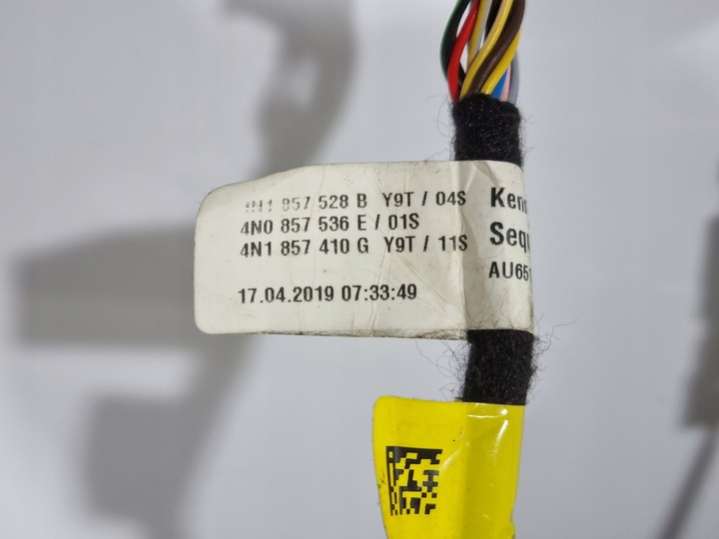 857 528 B Y9T / 04S
4N0 857 536 E / 01S
4N1 857 410 G Y9T / 11S
17.04.2019 07:33:49
Ken
Seq
AU65